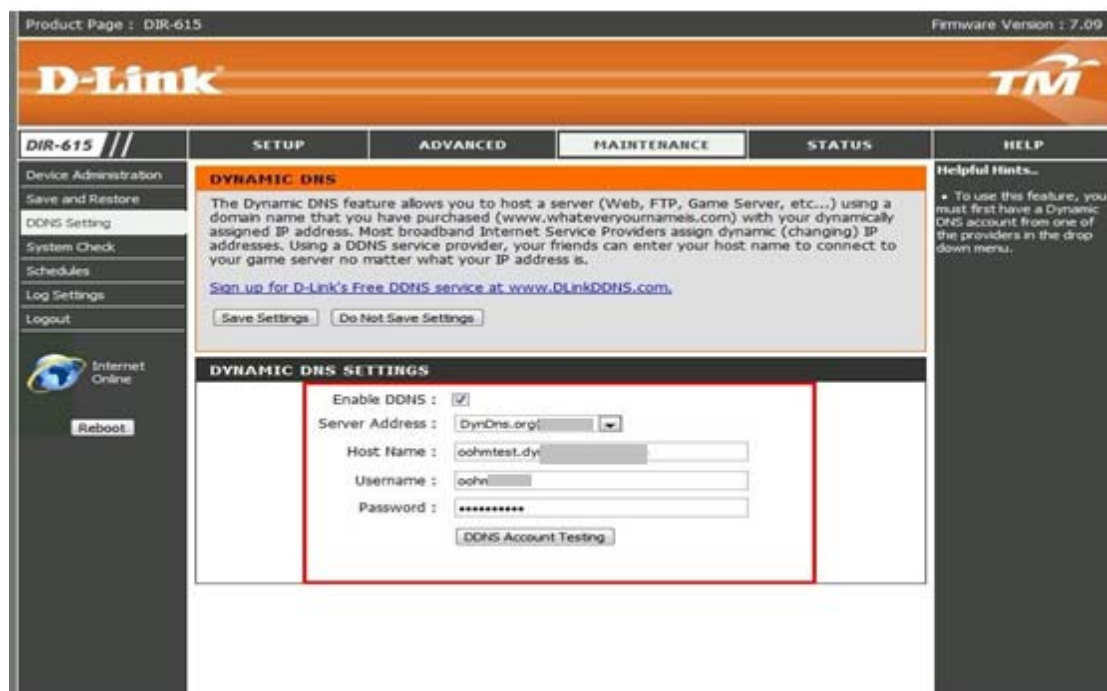 Product Page : DIR-615
Firmware Version : 7.09
D-Link
TM
DIR-615
SETUP
ADVANCED
MAINTENANCE
STATUS
HELP
Device Administration
Save and Restore
DDNS Setting
System Check
Schedules
Log Settings
Logout
Internet
Online
Reboot
DYNAMIC DNS
The Dynamic DNS feature allows you to host a server (Web, FTP, Game Server, etc...) using a
domain name that you have purchased (www.whateveryournameis.com) with your dynamically
assigned IP address. Most broadband Internet Service Providers assign dynamic (changing) IP
addresses. Using a DDNS service provider, your friends can enter your host name to connect to
your game server no matter what your IP address is.
Sign up for D-Link's Free DDNS service at www.DLinkDDNS.com.
Save Settings
Do Not Save Settings
DYNAMIC DNS SETTINGS
Enable DDNS :
Server Address : DynDns.org(
Host Name : oohmtest.dy
Username : oohm
Password : ••••••••••
DDNS Account Testing
Helpful Hints...
• To use this feature, you
must first have a Dynamic
DNS account from one of
the providers in the drop
down menu.